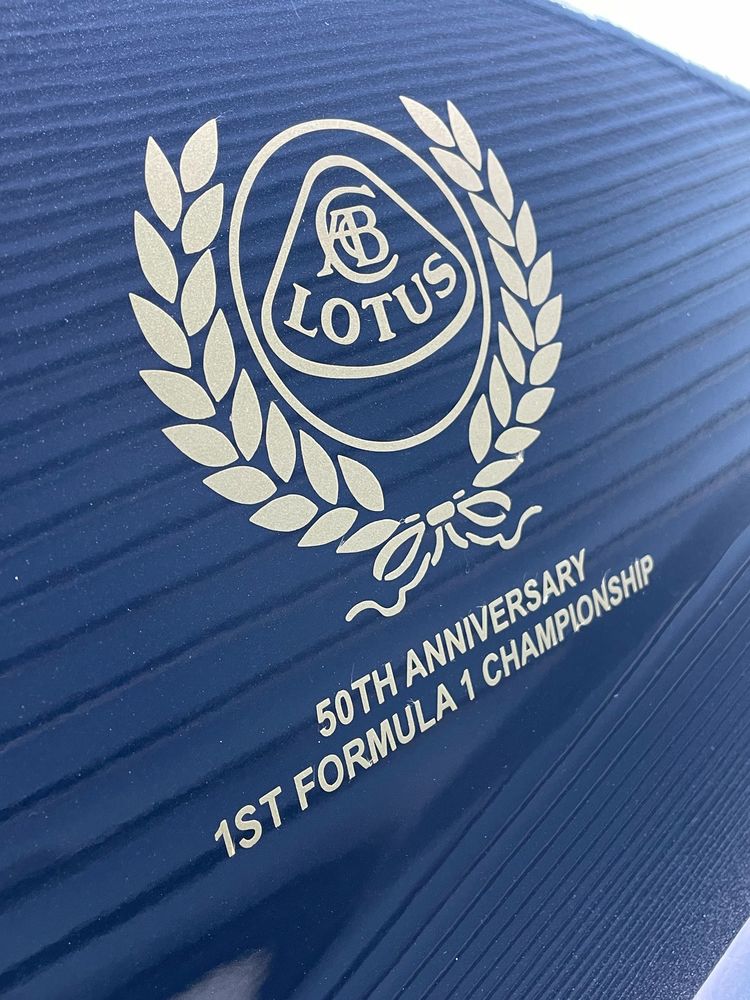 ACBC
LOTUS
50TH ANNIVERSARY
1ST FORMULA 1 CHAMPIONSHIP